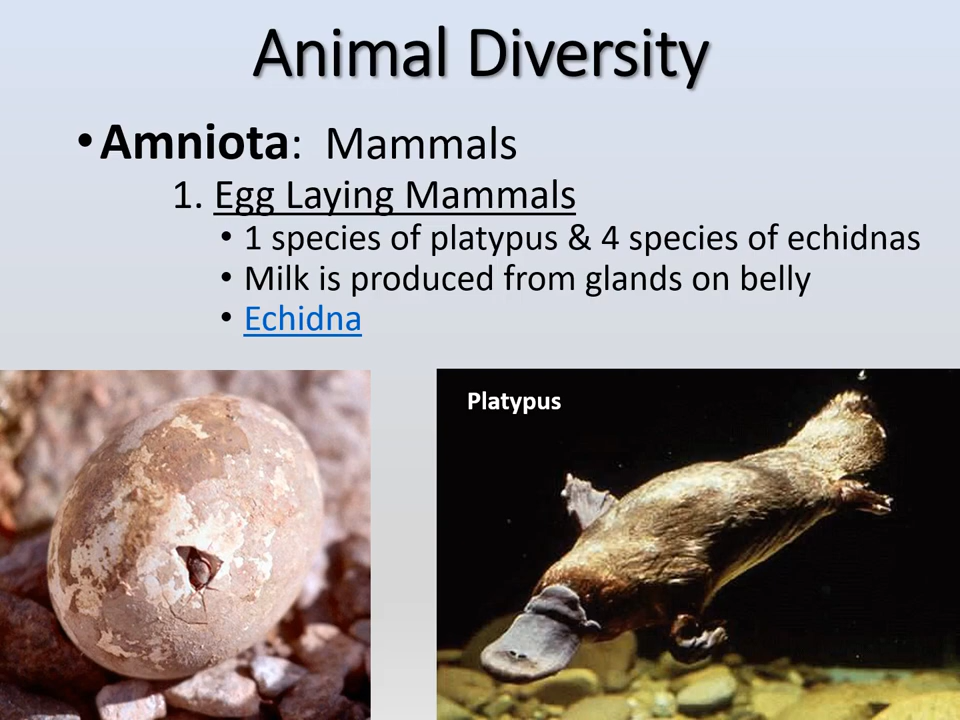 Animal Diversity
•Amniota: Mammals
1. Egg Laying Mammals
• 1 species of platypus & 4 species of echidnas
• Milk is produced from glands on belly
• Echidna
Platypus